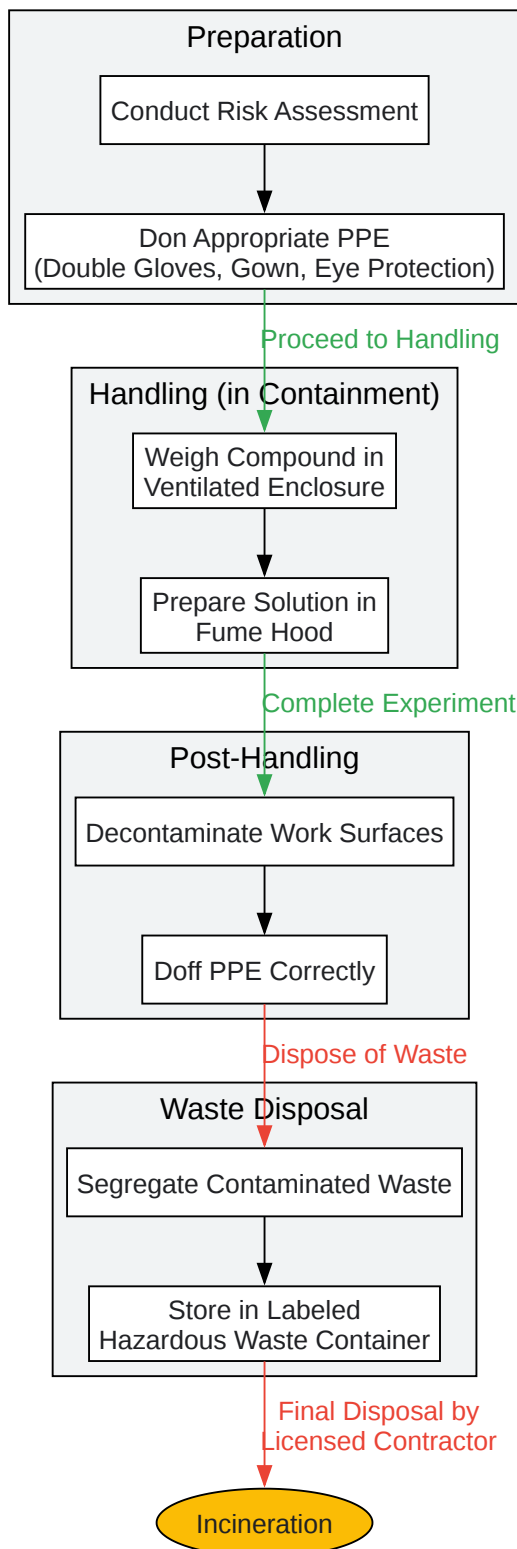 Preparation
Conduct Risk Assessment
Don Appropriate PPE
(Double Gloves, Gown, Eye Protection)
Proceed to Handling
Handling (in Containment)
Weigh Compound in
Ventilated Enclosure
Prepare Solution in
Fume Hood
Complete Experiment
Post-Handling
Decontaminate Work Surfaces
Doff PPE Correctly
Dispose of Waste
Waste Disposal
Segregate Contaminated Waste
Store in Labeled
Hazardous Waste Container
Final Disposal by
Licensed Contractor
Incineration